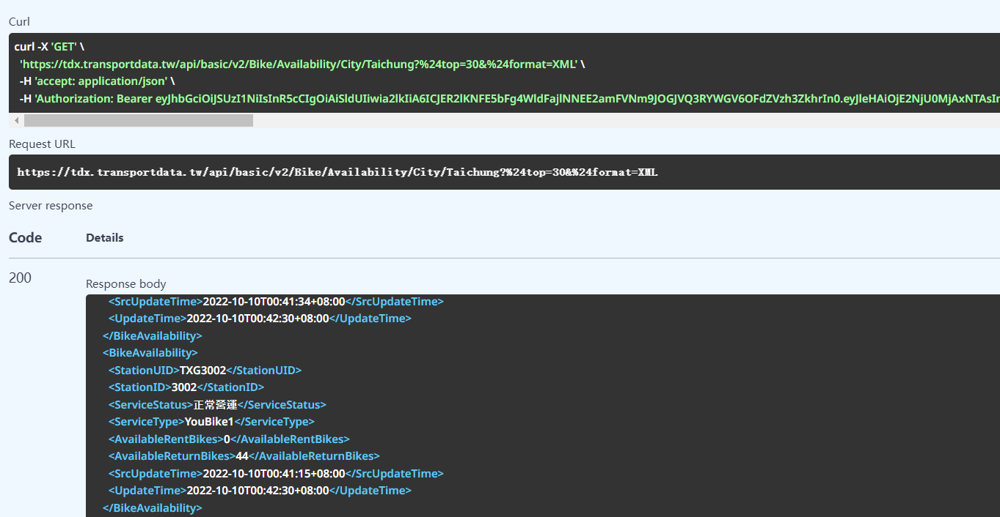 Curl
curl -X 'GET' \
'https://tdx.transportdata.tw/api/basic/v2/Bike/Availability/City/Taichung?%24top=30&%24format=XML' \
-H 'accept: application/json' \
-H 'Authorization: Bearer eyJhbGciOiJSUzI1NiIsInR5cCIgOiAiSldUIiwia2lkIiA6ICJER2lKNFE5bFg4WldFajlNNEE2amFVNm9JOGJVQ3RYWGV6OFdZVzh3ZkhrIn0.eyJleHAiOjE2NjU0MjAxNTAsIm
Request URL
https://tdx.transportdata.tw/api/basic/v2/Bike/Availability/City/Taichung?%24top=30&%24format=XML
Server response
Code Details
200
Response body
<SrcUpdateTime>2022-10-10T00:41:34+08:00</SrcUpdateTime>
<UpdateTime>2022-10-10T00:42:30+08:00</UpdateTime>
</BikeAvailability>
<BikeAvailability>
<StationUID>TXG3002</StationUID>
<StationID>3002</StationID>
<ServiceStatus>正常營運</ServiceStatus>
<ServiceType>YouBike1</ServiceType>
<AvailableRentBikes>0</AvailableRentBikes>
<AvailableReturnBikes>44</AvailableReturnBikes>
<SrcUpdateTime>2022-10-10T00:41:15+08:00</SrcUpdateTime>
<UpdateTime>2022-10-10T00:42:30+08:00</UpdateTime>
</BikeAvailability>